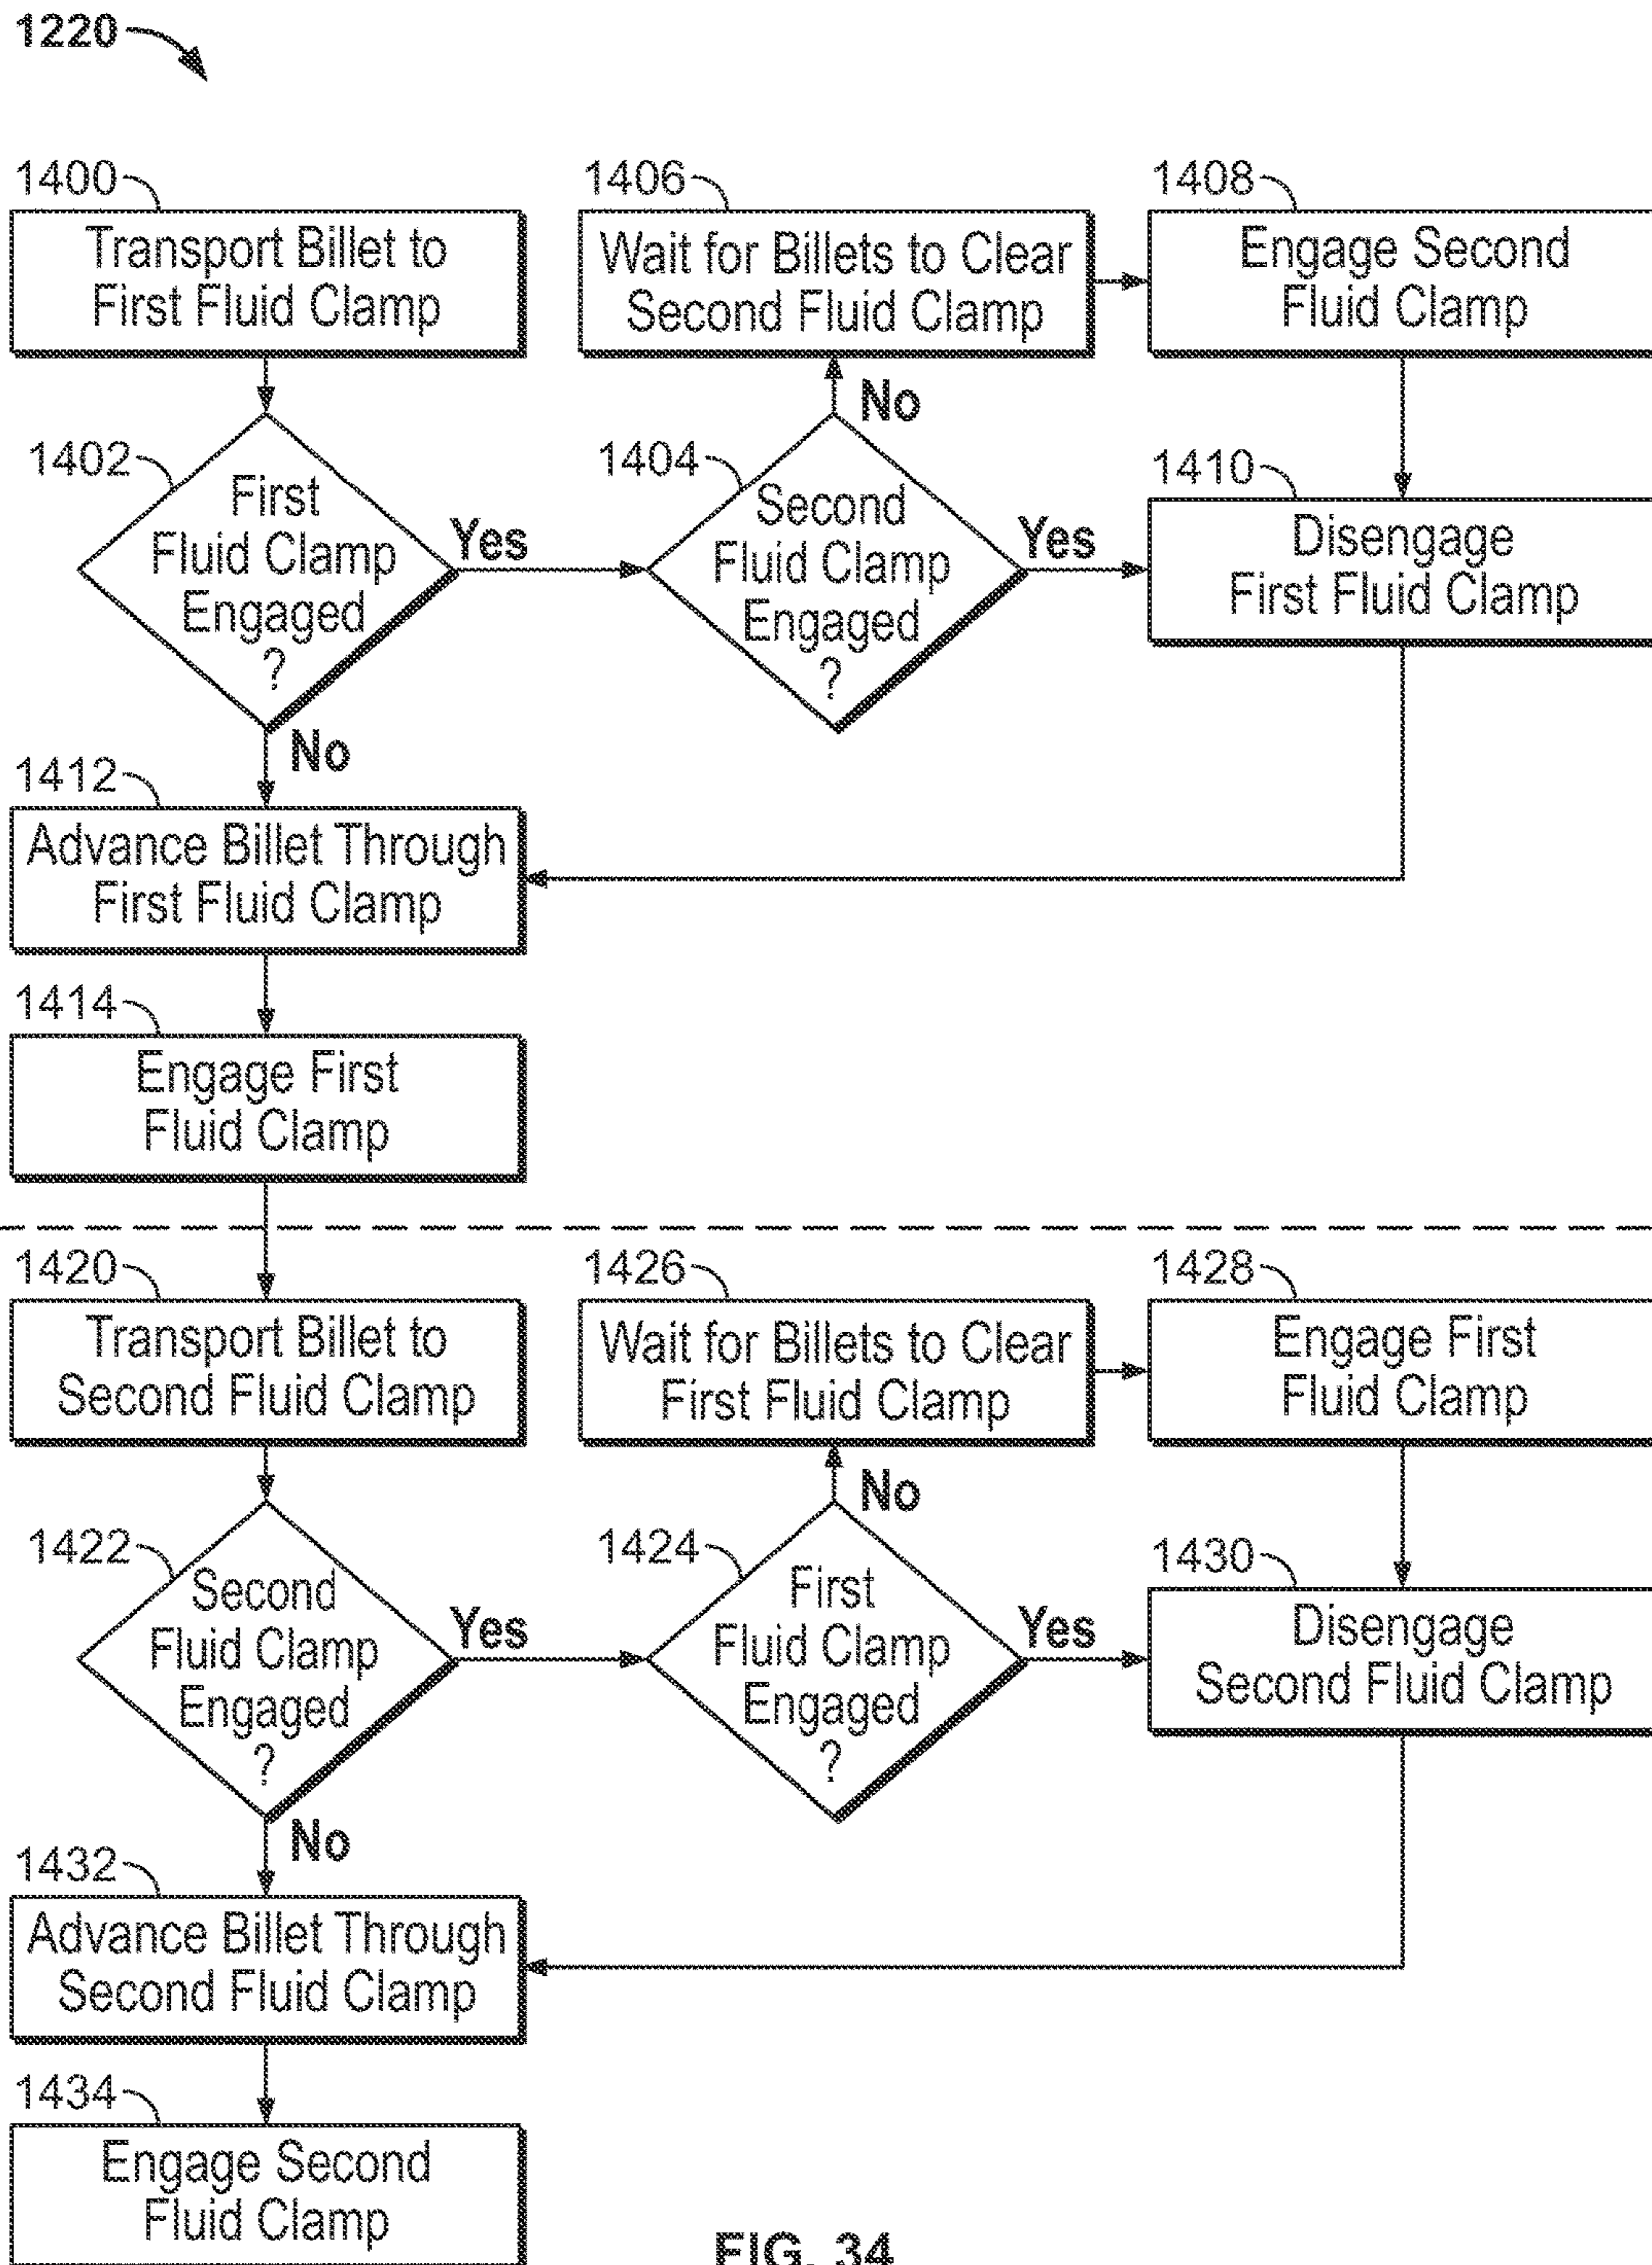 1220
1400
Transport Billet to
First Fluid Clamp
1406
Wait for Billets to Clear
Second Fluid Clamp
1408
Engage Second
Fluid Clamp
1402
First
Fluid Clamp
Engaged
?
Yes
No
1404
Second
Fluid Clamp
Engaged
?
No
Yes
1410
Disengage
First Fluid Clamp
1412
Advance Billet Through
First Fluid Clamp
1414
Engage First
Fluid Clamp
1420
Transport Billet to
Second Fluid Clamp
1426
Wait for Billets to Clear
First Fluid Clamp
1428
Engage First
Fluid Clamp
1422
Second
Fluid Clamp
Engaged
?
Yes
No
1424
First
Fluid Clamp
Engaged
?
No
Yes
1430
Disengage
Second Fluid Clamp
1432
Advance Billet Through
Second Fluid Clamp
1434
Engage Second
Fluid Clamp
FIG. 34